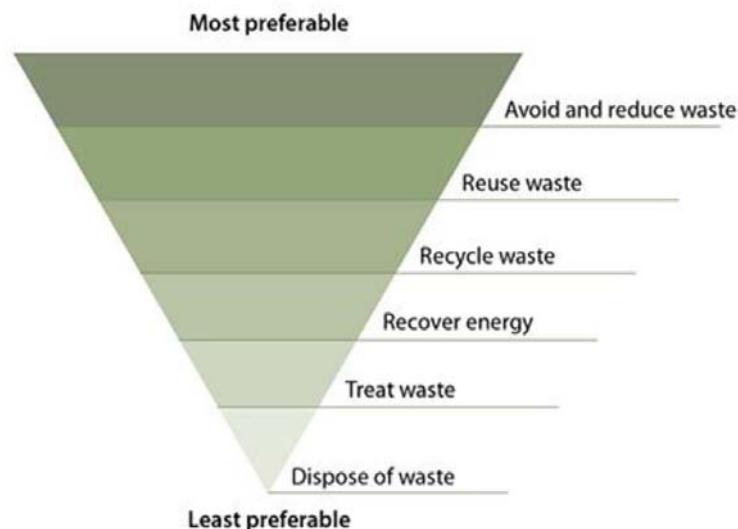 Most preferable
Avoid and reduce waste
Reuse waste
Recycle waste
Recover energy
Treat waste
Dispose of waste
Least preferable